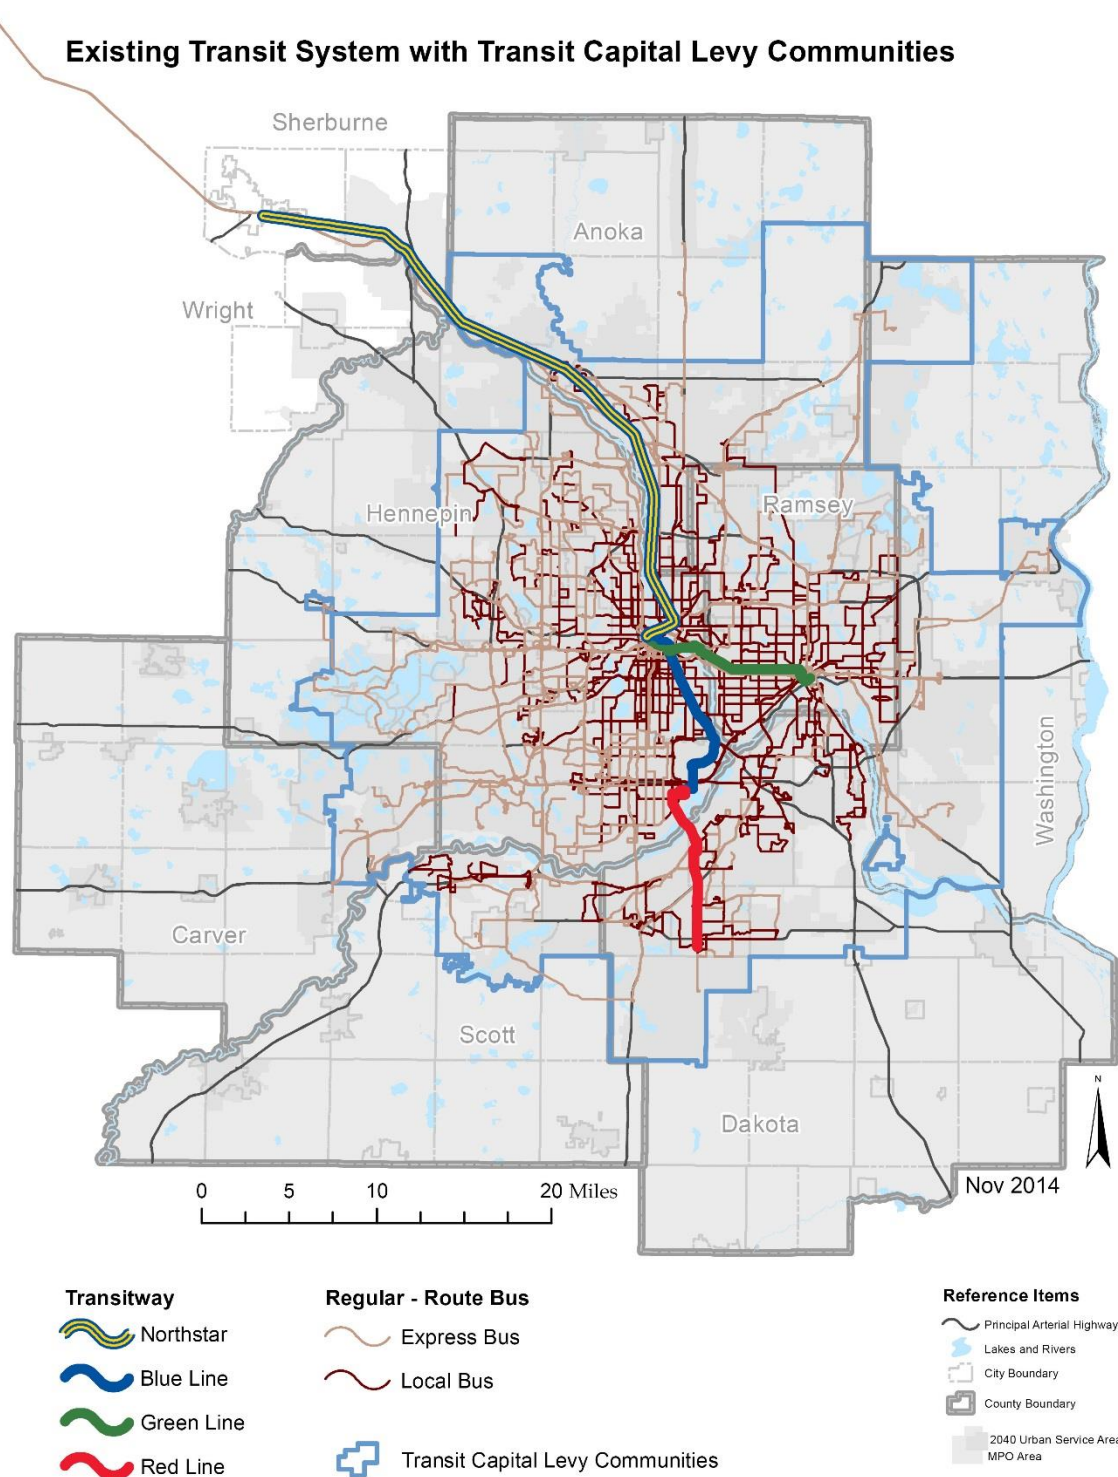 Existing Transit System with Transit Capital Levy Communities
Sherburne
Anoka
Wright
Hennepin
Ramsey
Washington
Carver
Scott
Dakota
N
Nov 2014
0 5 10 20 Miles
Transitway
Northstar
Blue Line
Green Line
Red Line
Regular - Route Bus
Express Bus
Local Bus
Transit Capital Levy Communities
Reference Items
Principal Arterial Highway
Lakes and Rivers
City Boundary
County Boundary
2040 Urban Service Area
MPO Area